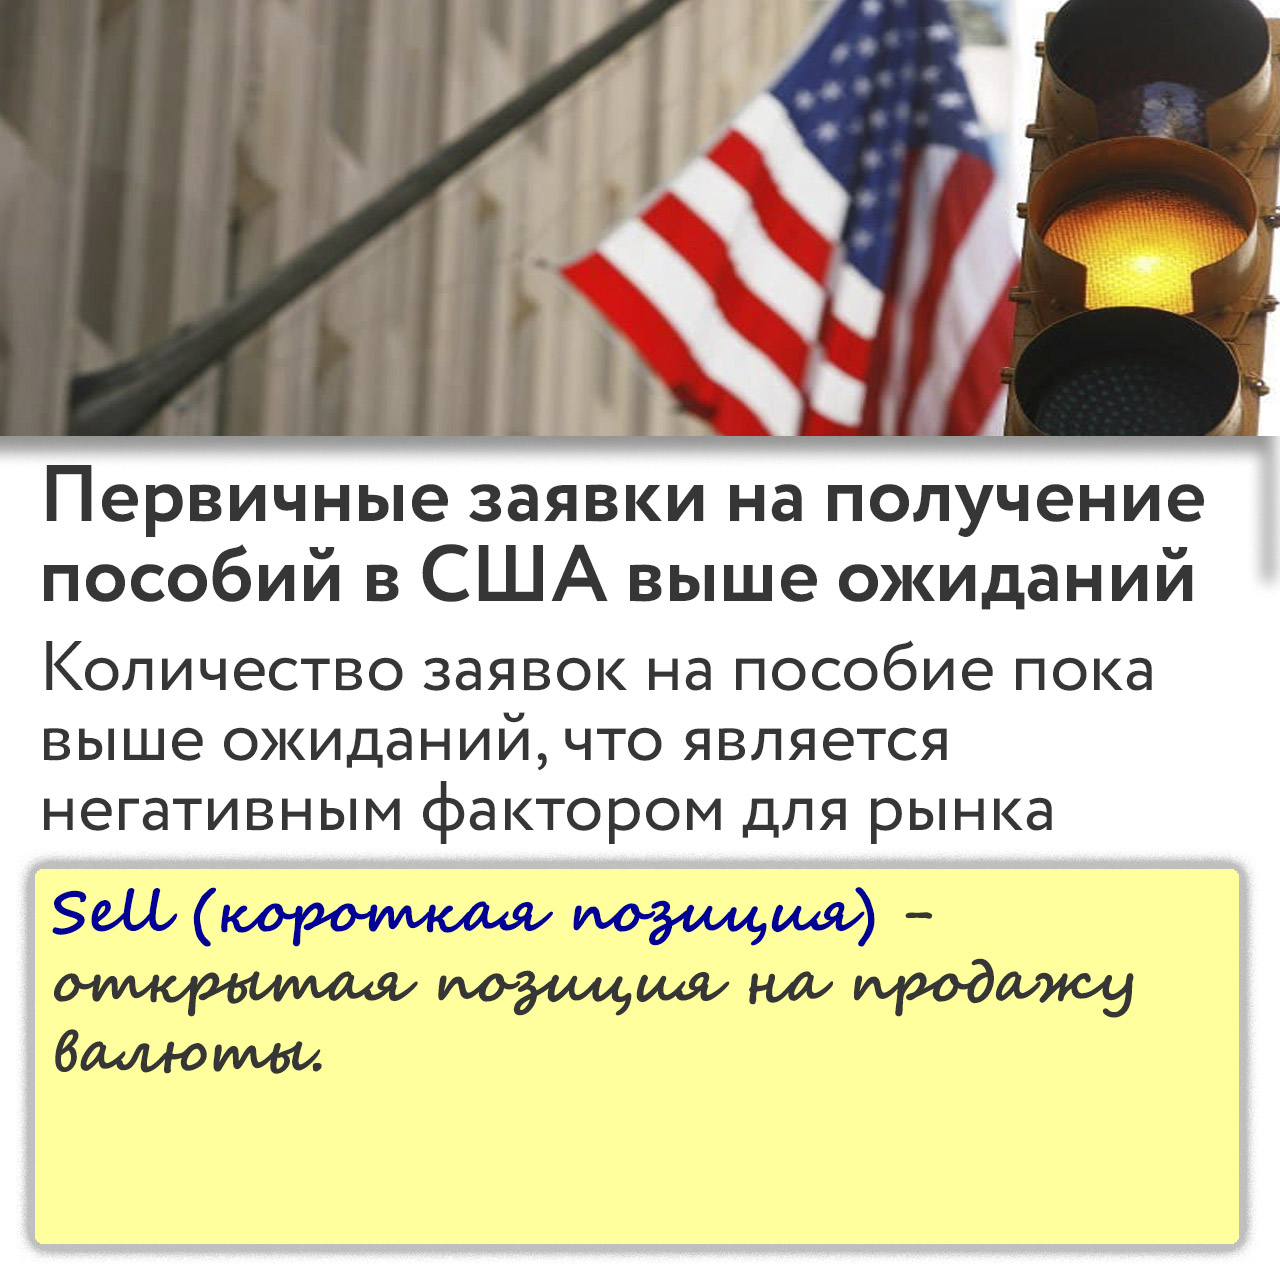 Первичные заявки на получение
пособий в США выше ожиданий
Количество заявок на пособие пока
выше ожиданий, что является
негативным фактором для рынка
Sell (короткая позиция) –
открытая позиция на продажу
валюты.